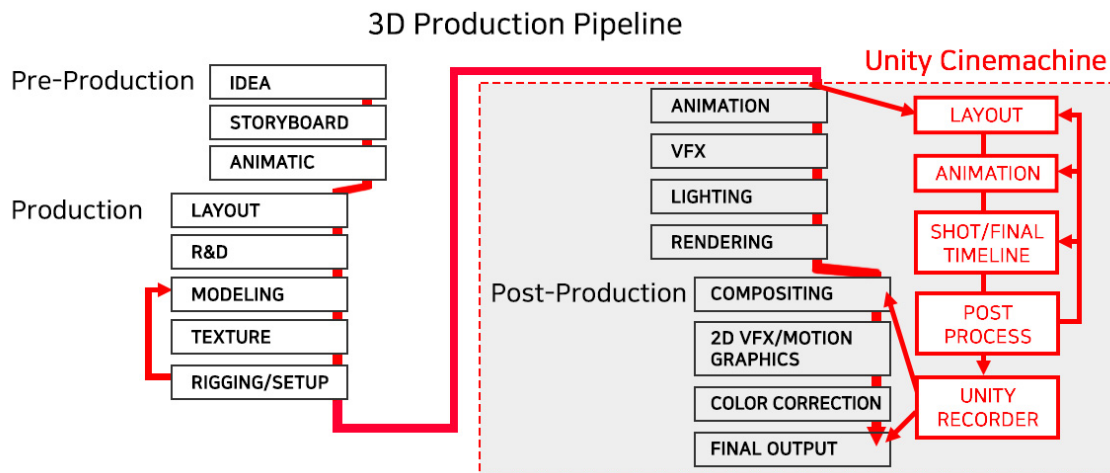 3D Production Pipeline
Pre-Production
IDEA
STORYBOARD
ANIMATIC
Production
LAYOUT
R&D
MODELING
TEXTURE
RIGGING/SETUP
Unity Cinemachine
ANIMATION
VFX
LIGHTING
RENDERING
Post-Production
COMPOSITING
2D VFX/MOTION
GRAPHICS
COLOR CORRECTION
FINAL OUTPUT
LAYOUT
ANIMATION
SHOT/FINAL
TIMELINE
POST
PROCESS
UNITY
RECORDER